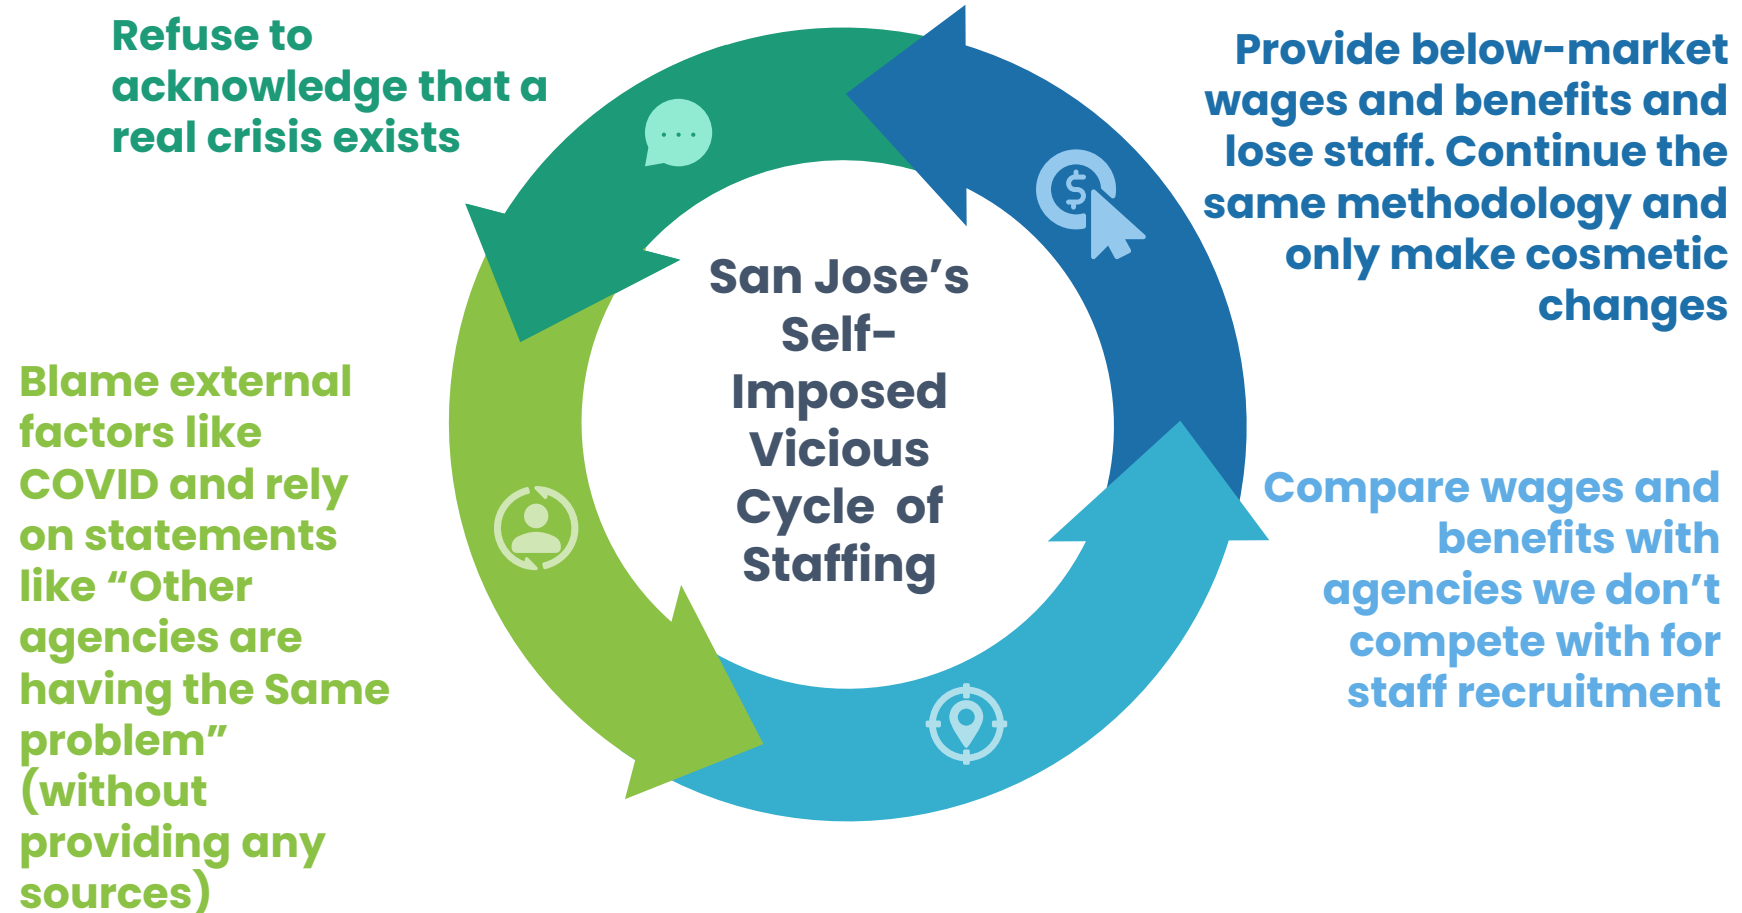 Refuse to
acknowledge that a
real crisis exists
Provide below-market
wages and benefits and
lose staff. Continue the
same methodology and
only make cosmetic
changes
San Jose’s
Self-
Imposed
Vicious
Cycle of
Staffing
Blame external
factors like
COVID and rely
on statements
like “Other
agencies are
having the Same
problem”
(without
providing any
sources)
Compare wages and
benefits with
agencies we don’t
compete with for
staff recruitment
$